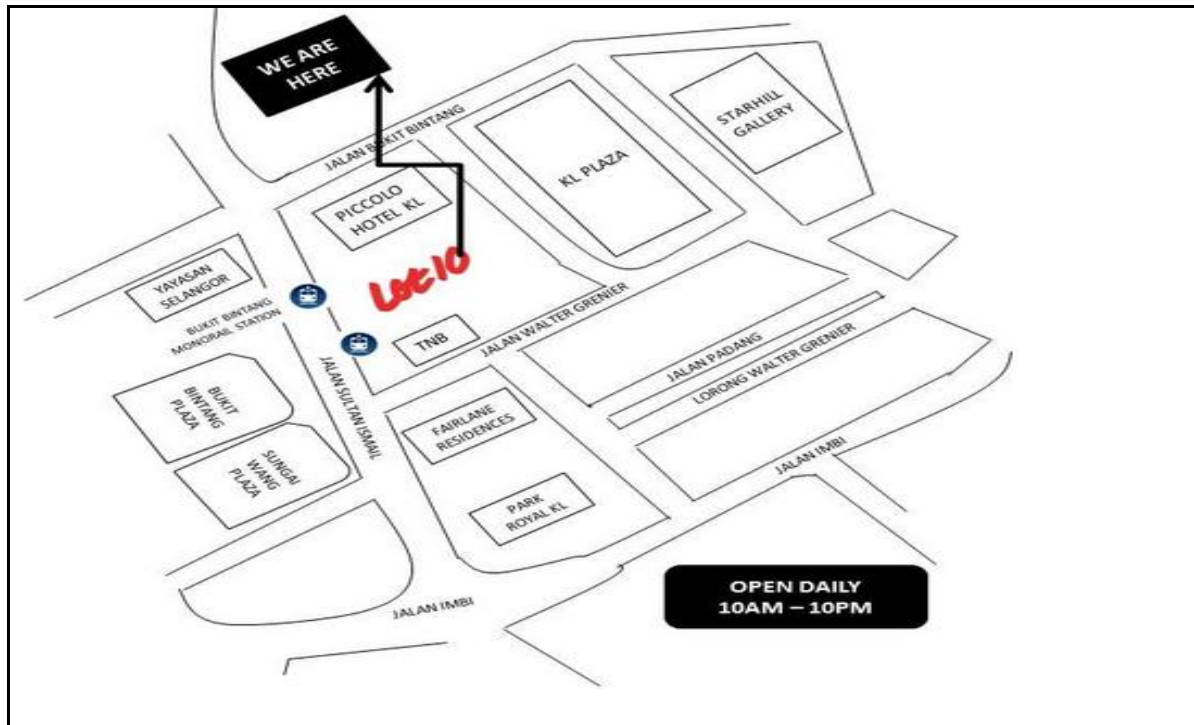 WE ARE
HERE
JALAN BUKIT BINTANG
STARHILL
GALLERY
KL PLAZA
PICCOLO
HOTEL KL
Lot 10
YAYASAN
SELANGOR
BUKIT BINTANG
MONORAIL STATION
TNB
JALAN WALTER GRENIER
JALAN PADANG
LORONG WALTER GRENIER
JALAN SULTAN ISMAIL
BUKIT
BINTANG
PLAZA
SUNGAI
WANG
PLAZA
FAIRLANE
RESIDENCES
PARK
ROYAL KL
JALAN IMBI
JALAN IMBI
OPEN DAILY
10AM – 10PM